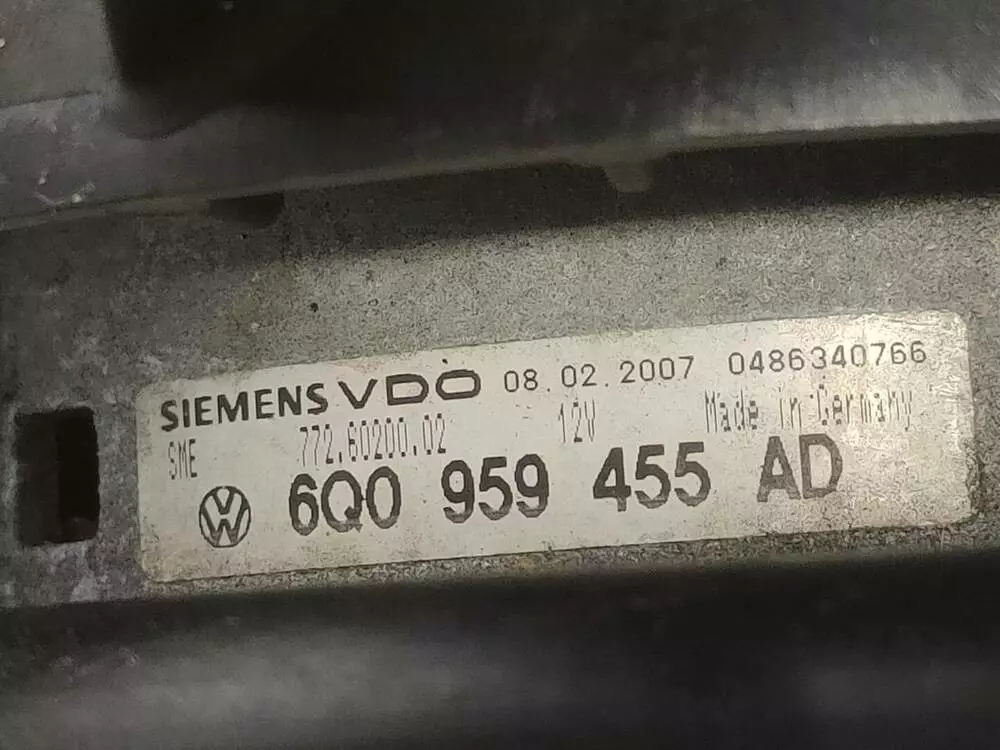 SIEMENS VDO 08.02.2007 0486340766
SME 772.60200.02 12V Made in Germany
6Q0 959 455 AD